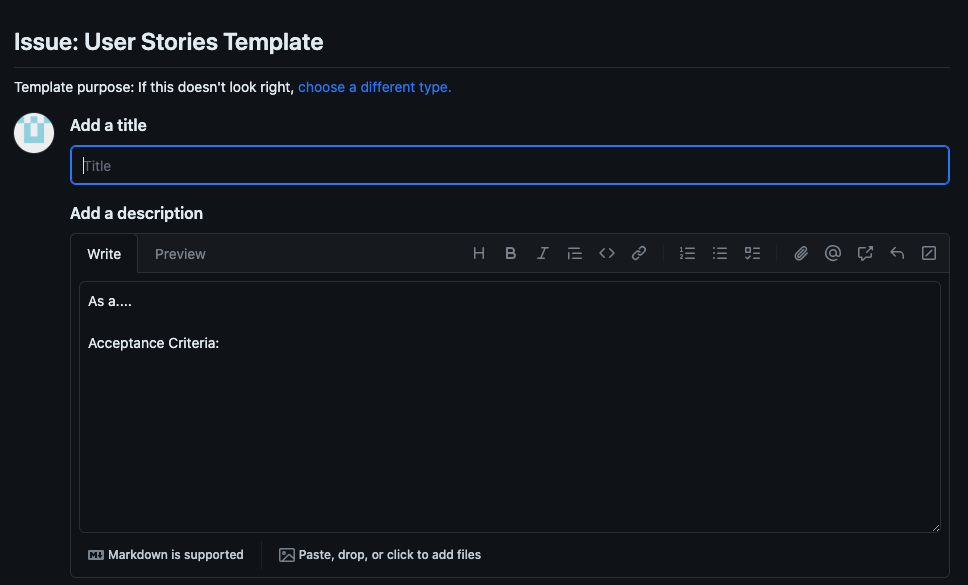 Issue: User Stories Template
Template purpose: If this doesn't look right, choose a different type.
Add a title
Title
Add a description
Write Preview
As a....
Acceptance Criteria:
Markdown is supported Paste, drop, or click to add files